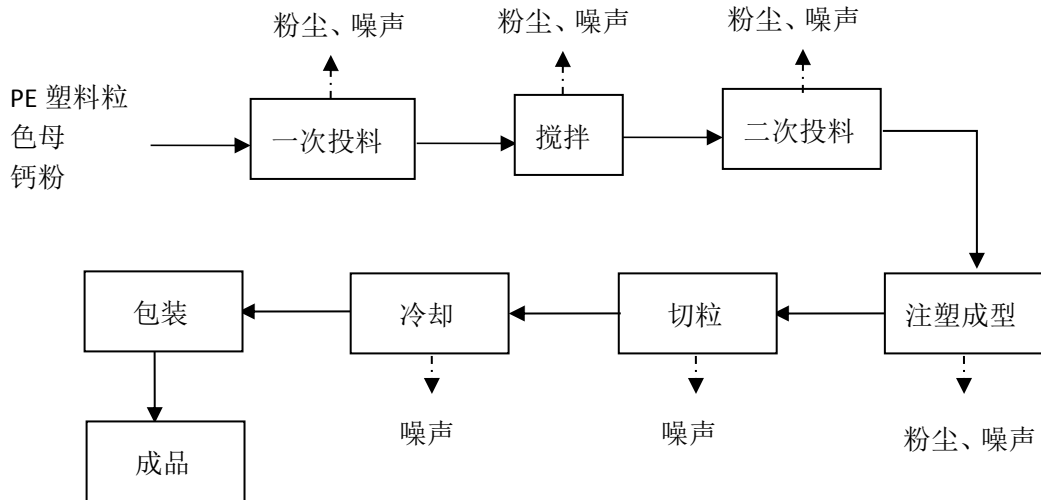 粉尘、噪声
粉尘、噪声
粉尘、噪声
PE 塑料粒
色母
钙粉
一次投料
搅拌
二次投料
包装
冷却
切粒
注塑成型
噪声
噪声
粉尘、噪声
成品